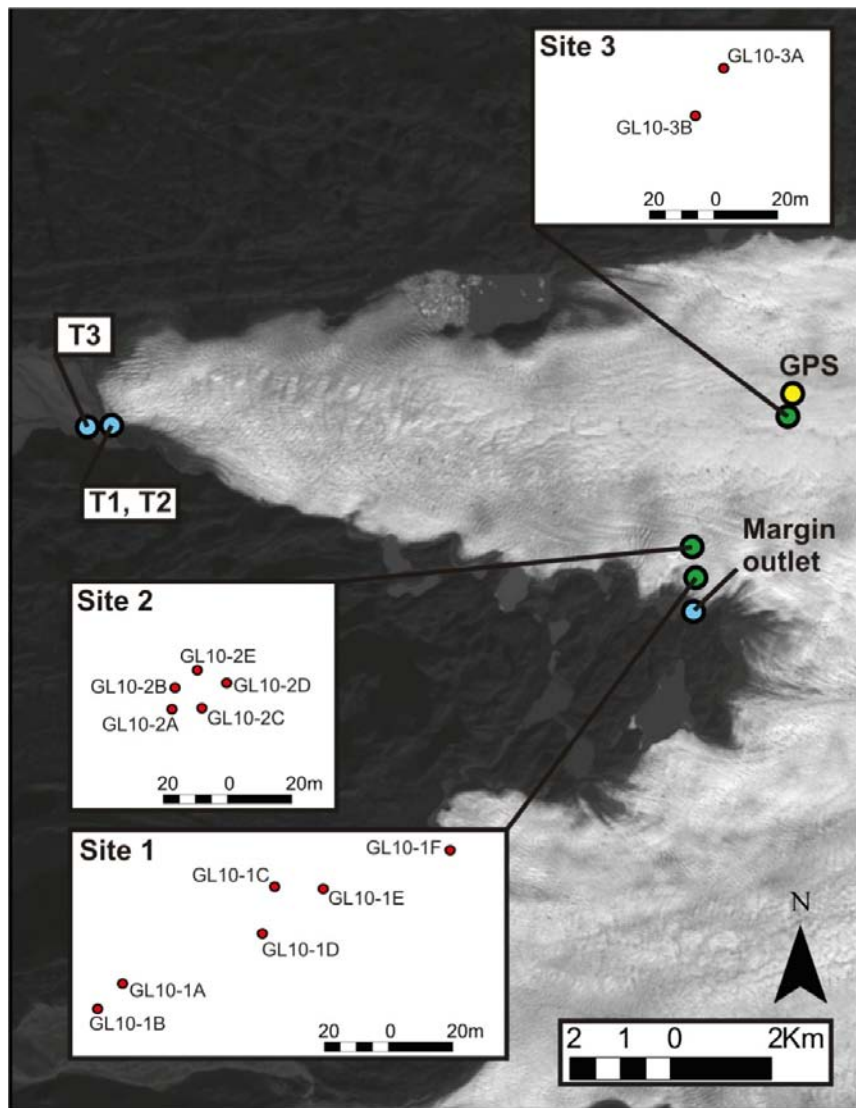 Site 3
GL10-3A
GL10-3B
20 0 20m
T3
GPS
T1, T2
Margin
outlet
Site 2
GL10-2E
GL10-2B
GL10-2D
GL10-2A
GL10-2C
20 0 20m
Site 1
GL10-1F
GL10-1C
GL10-1E
GL10-1D
GL10-1A
GL10-1B
20 0 20m
N
2 1 0 2Km